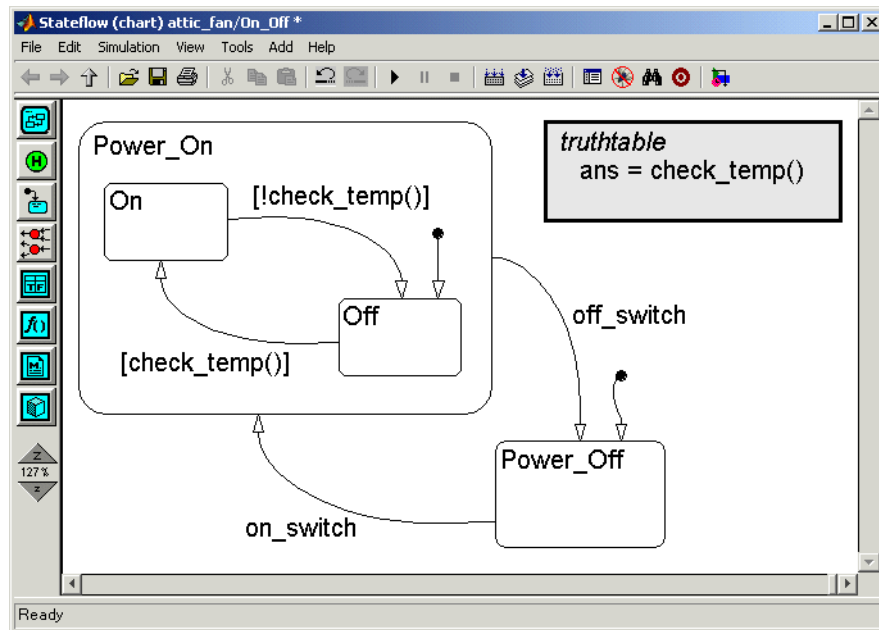 Stateflow (chart) attic_fan/On_Off *
File Edit Simulation View Tools Add Help
Power_On
truthtable
ans = check_temp()
On
[!check_temp()]
Off
off_switch
[check_temp()]
Power_Off
on_switch
H
TF
f()
M
Z
127%
z
Ready